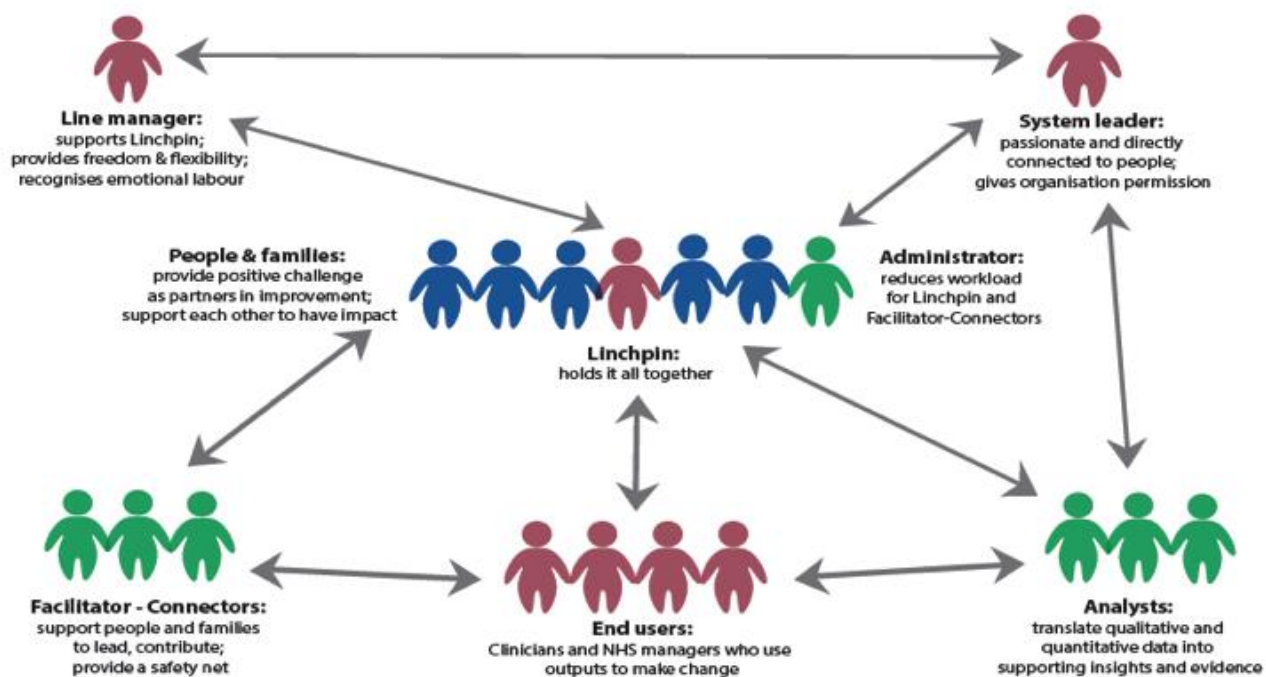 Line manager:
supports Linchpin;
provides freedom & flexibility;
recognises emotional labour
System leader:
passionate and directly
connected to people;
gives organisation permission
People & families:
provide positive challenge
as partners in improvement;
support each other to have impact
Administrator:
reduces workload
for Linchpin and
Facilitator-Connectors
Linchpin:
holds it all together
Facilitator - Connectors:
support people and families
to lead, contribute;
provide a safety net
End users:
Clinicians and NHS managers who use
outputs to make change
Analysts:
translate qualitative and
quantitative data into
supporting insights and evidence